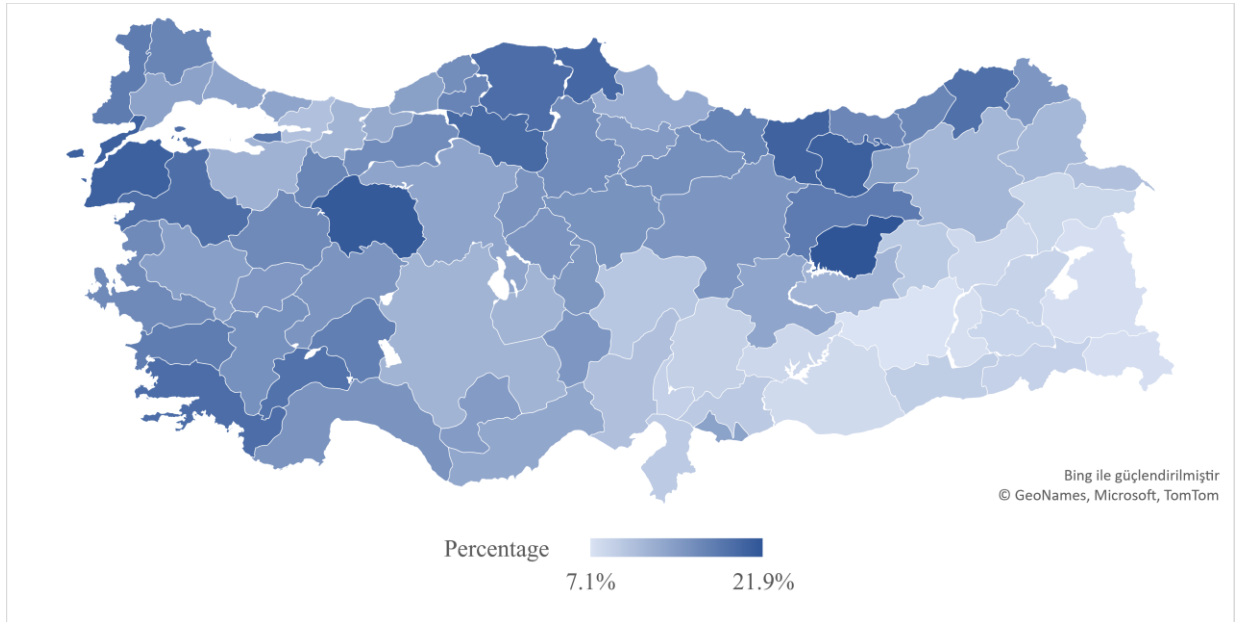 Bing ile güçlendirilmiştir
© GeoNames, Microsoft, TomTom
Percentage
7.1%
21.9%